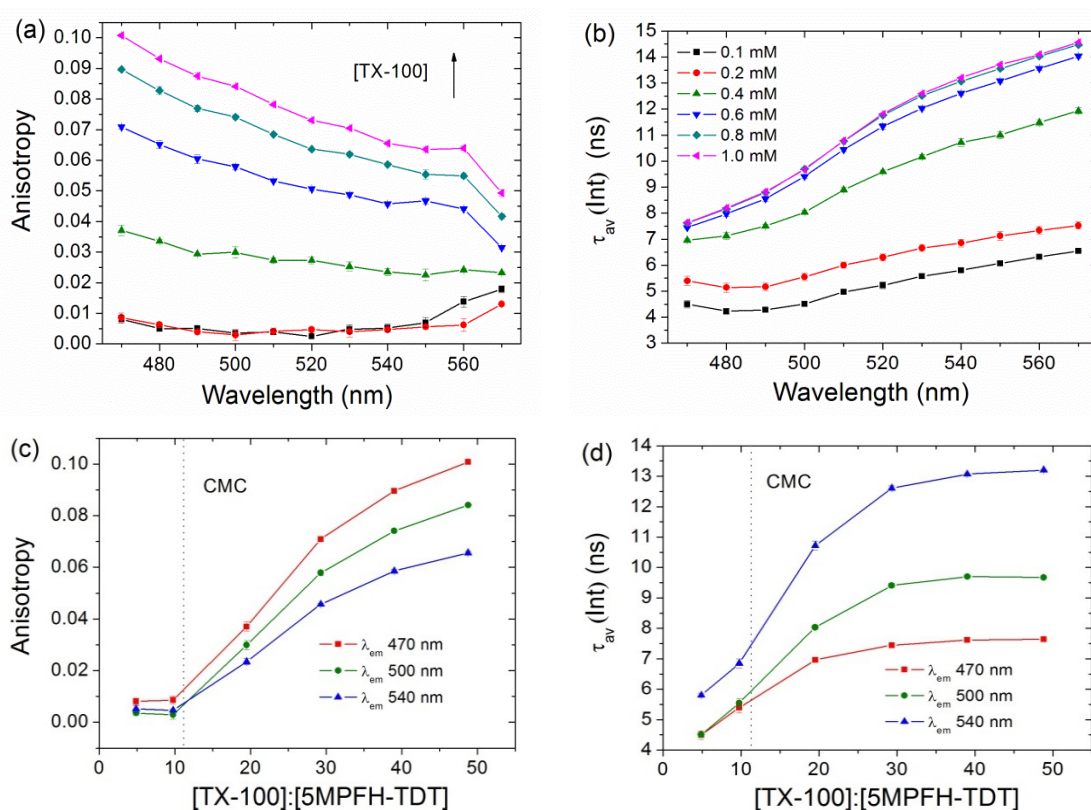 (a)
0.10
0.09
0.08
0.07
0.06
0.05
0.04
0.03
0.02
0.01
0.00
Anisotropy
[TX-100]
480
500
520
540
560
Wavelength (nm)
(b)
15
14
13
12
11
10
9
8
7
6
5
4
3
τav (Int) (ns)
0.1 mM
0.2 mM
0.4 mM
0.6 mM
0.8 mM
1.0 mM
480
500
520
540
560
Wavelength (nm)
(c)
0.10
0.08
0.06
0.04
0.02
0.00
Anisotropy
CMC
λem 470 nm
λem 500 nm
λem 540 nm
0
10
20
30
40
50
[TX-100]:[5MPFH-TDT]
(d)
14
13
12
11
10
9
8
7
6
5
4
τav (Int) (ns)
CMC
λem 470 nm
λem 500 nm
λem 540 nm
0
10
20
30
40
50
[TX-100]:[5MPFH-TDT]